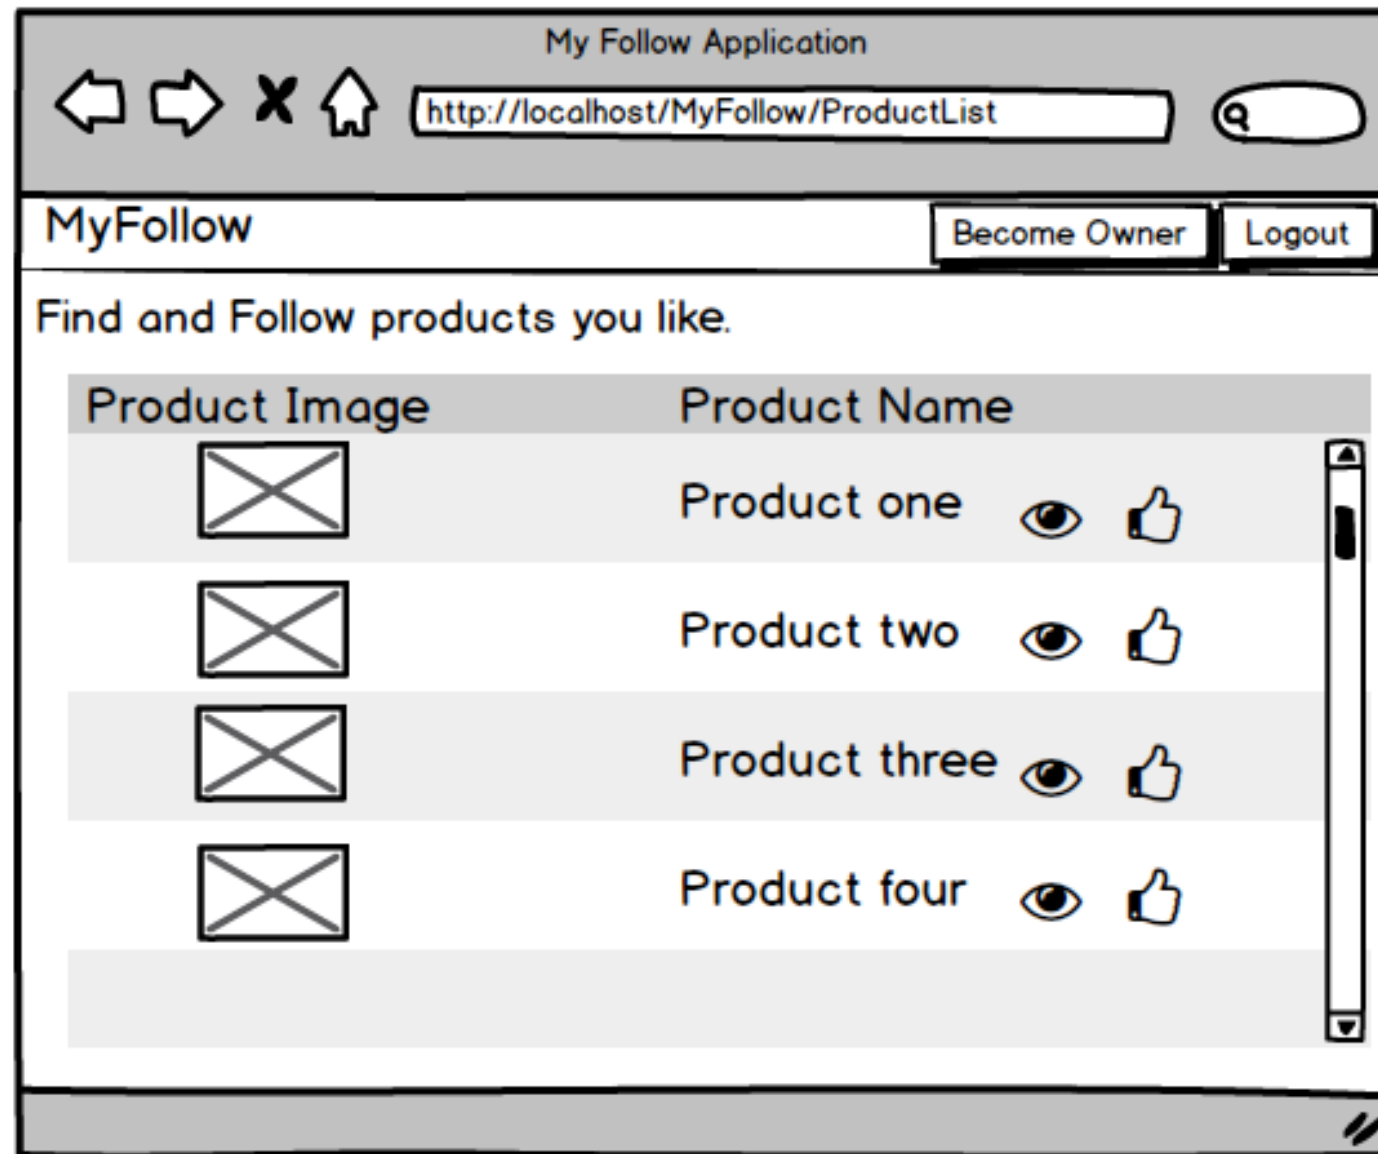 My Follow Application
http://localhost/MyFollow/ProductList
MyFollow Become Owner Logout
Find and Follow products you like.
Product Image Product Name
Product one
Product two
Product three
Product four